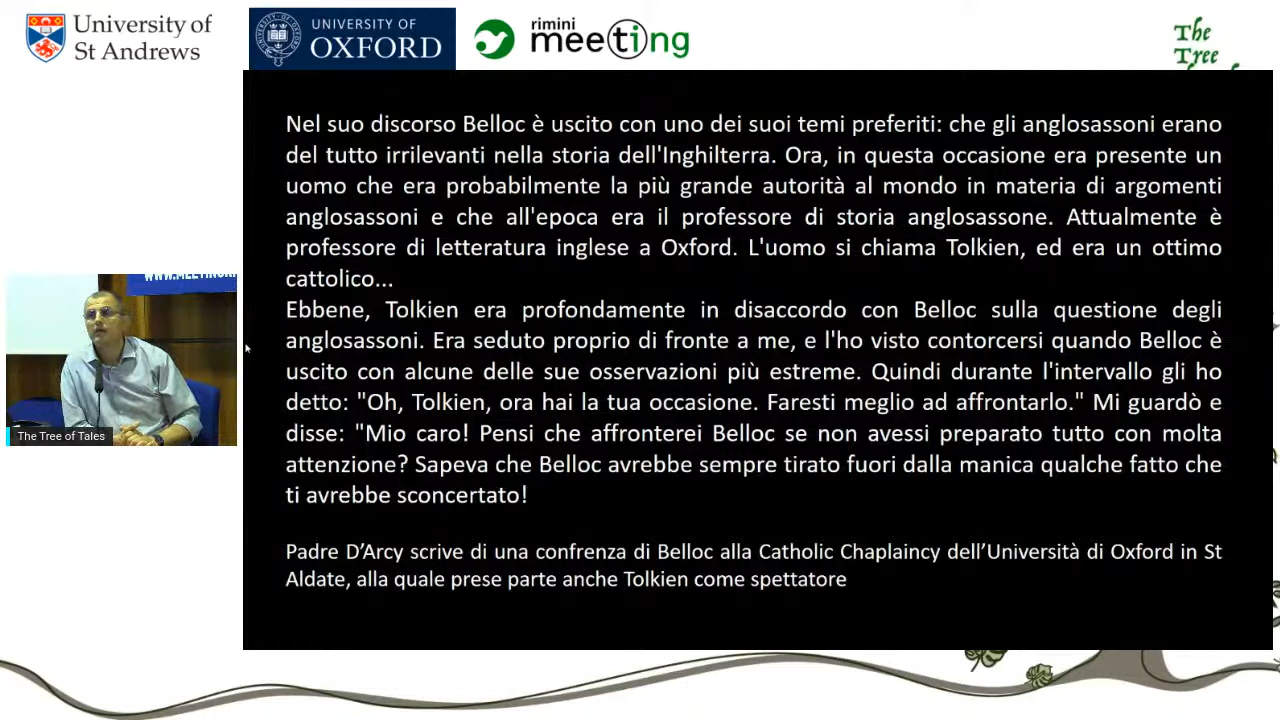 University of
St Andrews
UNIVERSITY OF
OXFORD
rimini
meeting
The
Tree
Nel suo discorso Belloc è uscito con uno dei suoi temi preferiti: che gli anglosassoni erano
del tutto irrilevanti nella storia dell'Inghilterra. Ora, in questa occasione era presente un
uomo che era probabilmente la più grande autorità al mondo in materia di argomenti
anglosassoni e che all'epoca era il professore di storia anglosassone. Attualmente è
professore di letteratura inglese a Oxford. L'uomo si chiama Tolkien, ed era un ottimo
cattolico...
Ebbene, Tolkien era profondamente in disaccordo con Belloc sulla questione degli
anglosassoni. Era seduto proprio di fronte a me, e l'ho visto contorcersi quando Belloc è
uscito con alcune delle sue osservazioni più estreme. Quindi durante l'intervallo gli ho
detto: "Oh, Tolkien, ora hai la tua occasione. Faresti meglio ad affrontarlo." Mi guardò e
disse: "Mio caro! Pensi che affronterei Belloc se non avessi preparato tutto con molta
attenzione? Sapeva che Belloc avrebbe sempre tirato fuori dalla manica qualche fatto che
ti avrebbe sconcertato!
Padre D’Arcy scrive di una confrenza di Belloc alla Catholic Chaplaincy dell’Università di Oxford in St
Aldate, alla quale prese parte anche Tolkien come spettatore
The Tree of Tales